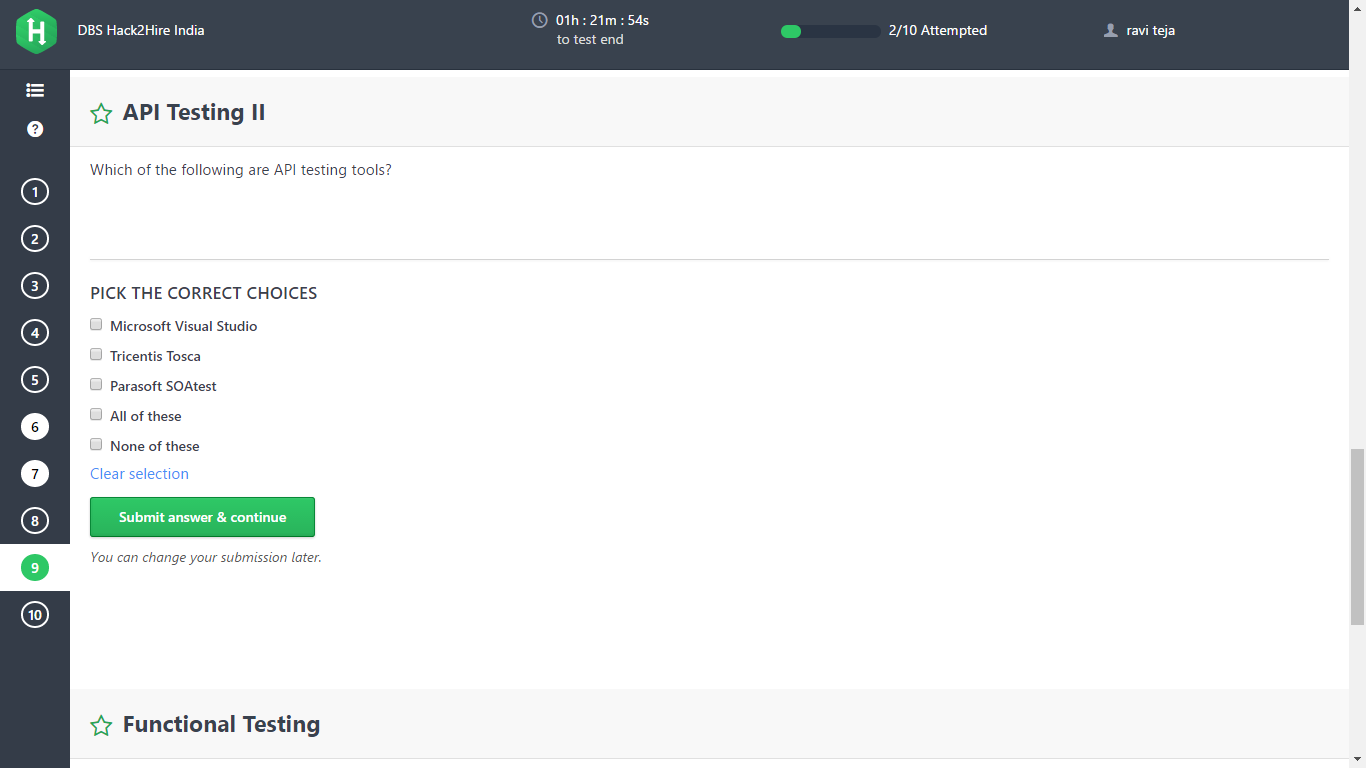 DBS Hack2Hire India
01h : 21m : 54s
to test end
2/10 Attempted
ravi teja
?
1
2
3
4
5
6
7
8
9
10
API Testing II
Which of the following are API testing tools?
PICK THE CORRECT CHOICES
Microsoft Visual Studio
Tricentis Tosca
Parasoft SOAtest
All of these
None of these
Clear selection
Submit answer & continue
You can change your submission later.
Functional Testing